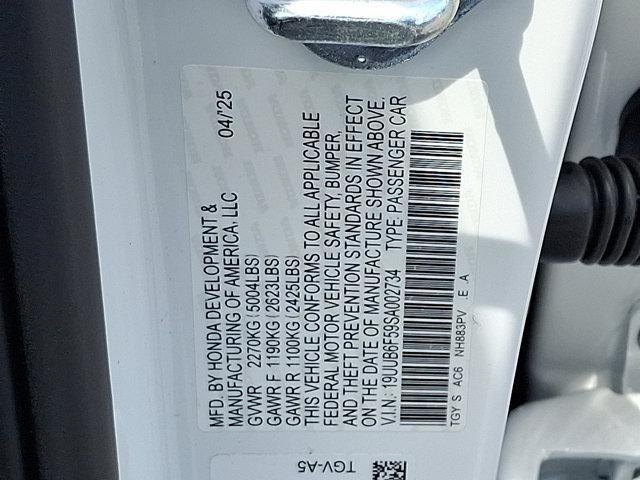 MFD. BY HONDA DEVELOPMENT &
MANUFACTURING OF AMERICA, LLC 04/'25
GVWR 2270KG(5004LBS)
GAWR F 1190KG(2623LBS)
GAWR R 1100KG(2425LBS)
THIS VEHICLE CONFORMS TO ALL APPLICABLE
FEDERAL MOTOR VEHICLE SAFETY, BUMPER,
AND THEFT PREVENTION STANDARDS IN EFFECT
ON THE DATE OF MANUFACTURE SHOWN ABOVE.
V.I.N.: 19UUB6F59SA002734 TYPE: PASSENGER CAR
TGY S AC6 NH883PV .E .A
TGV-A5